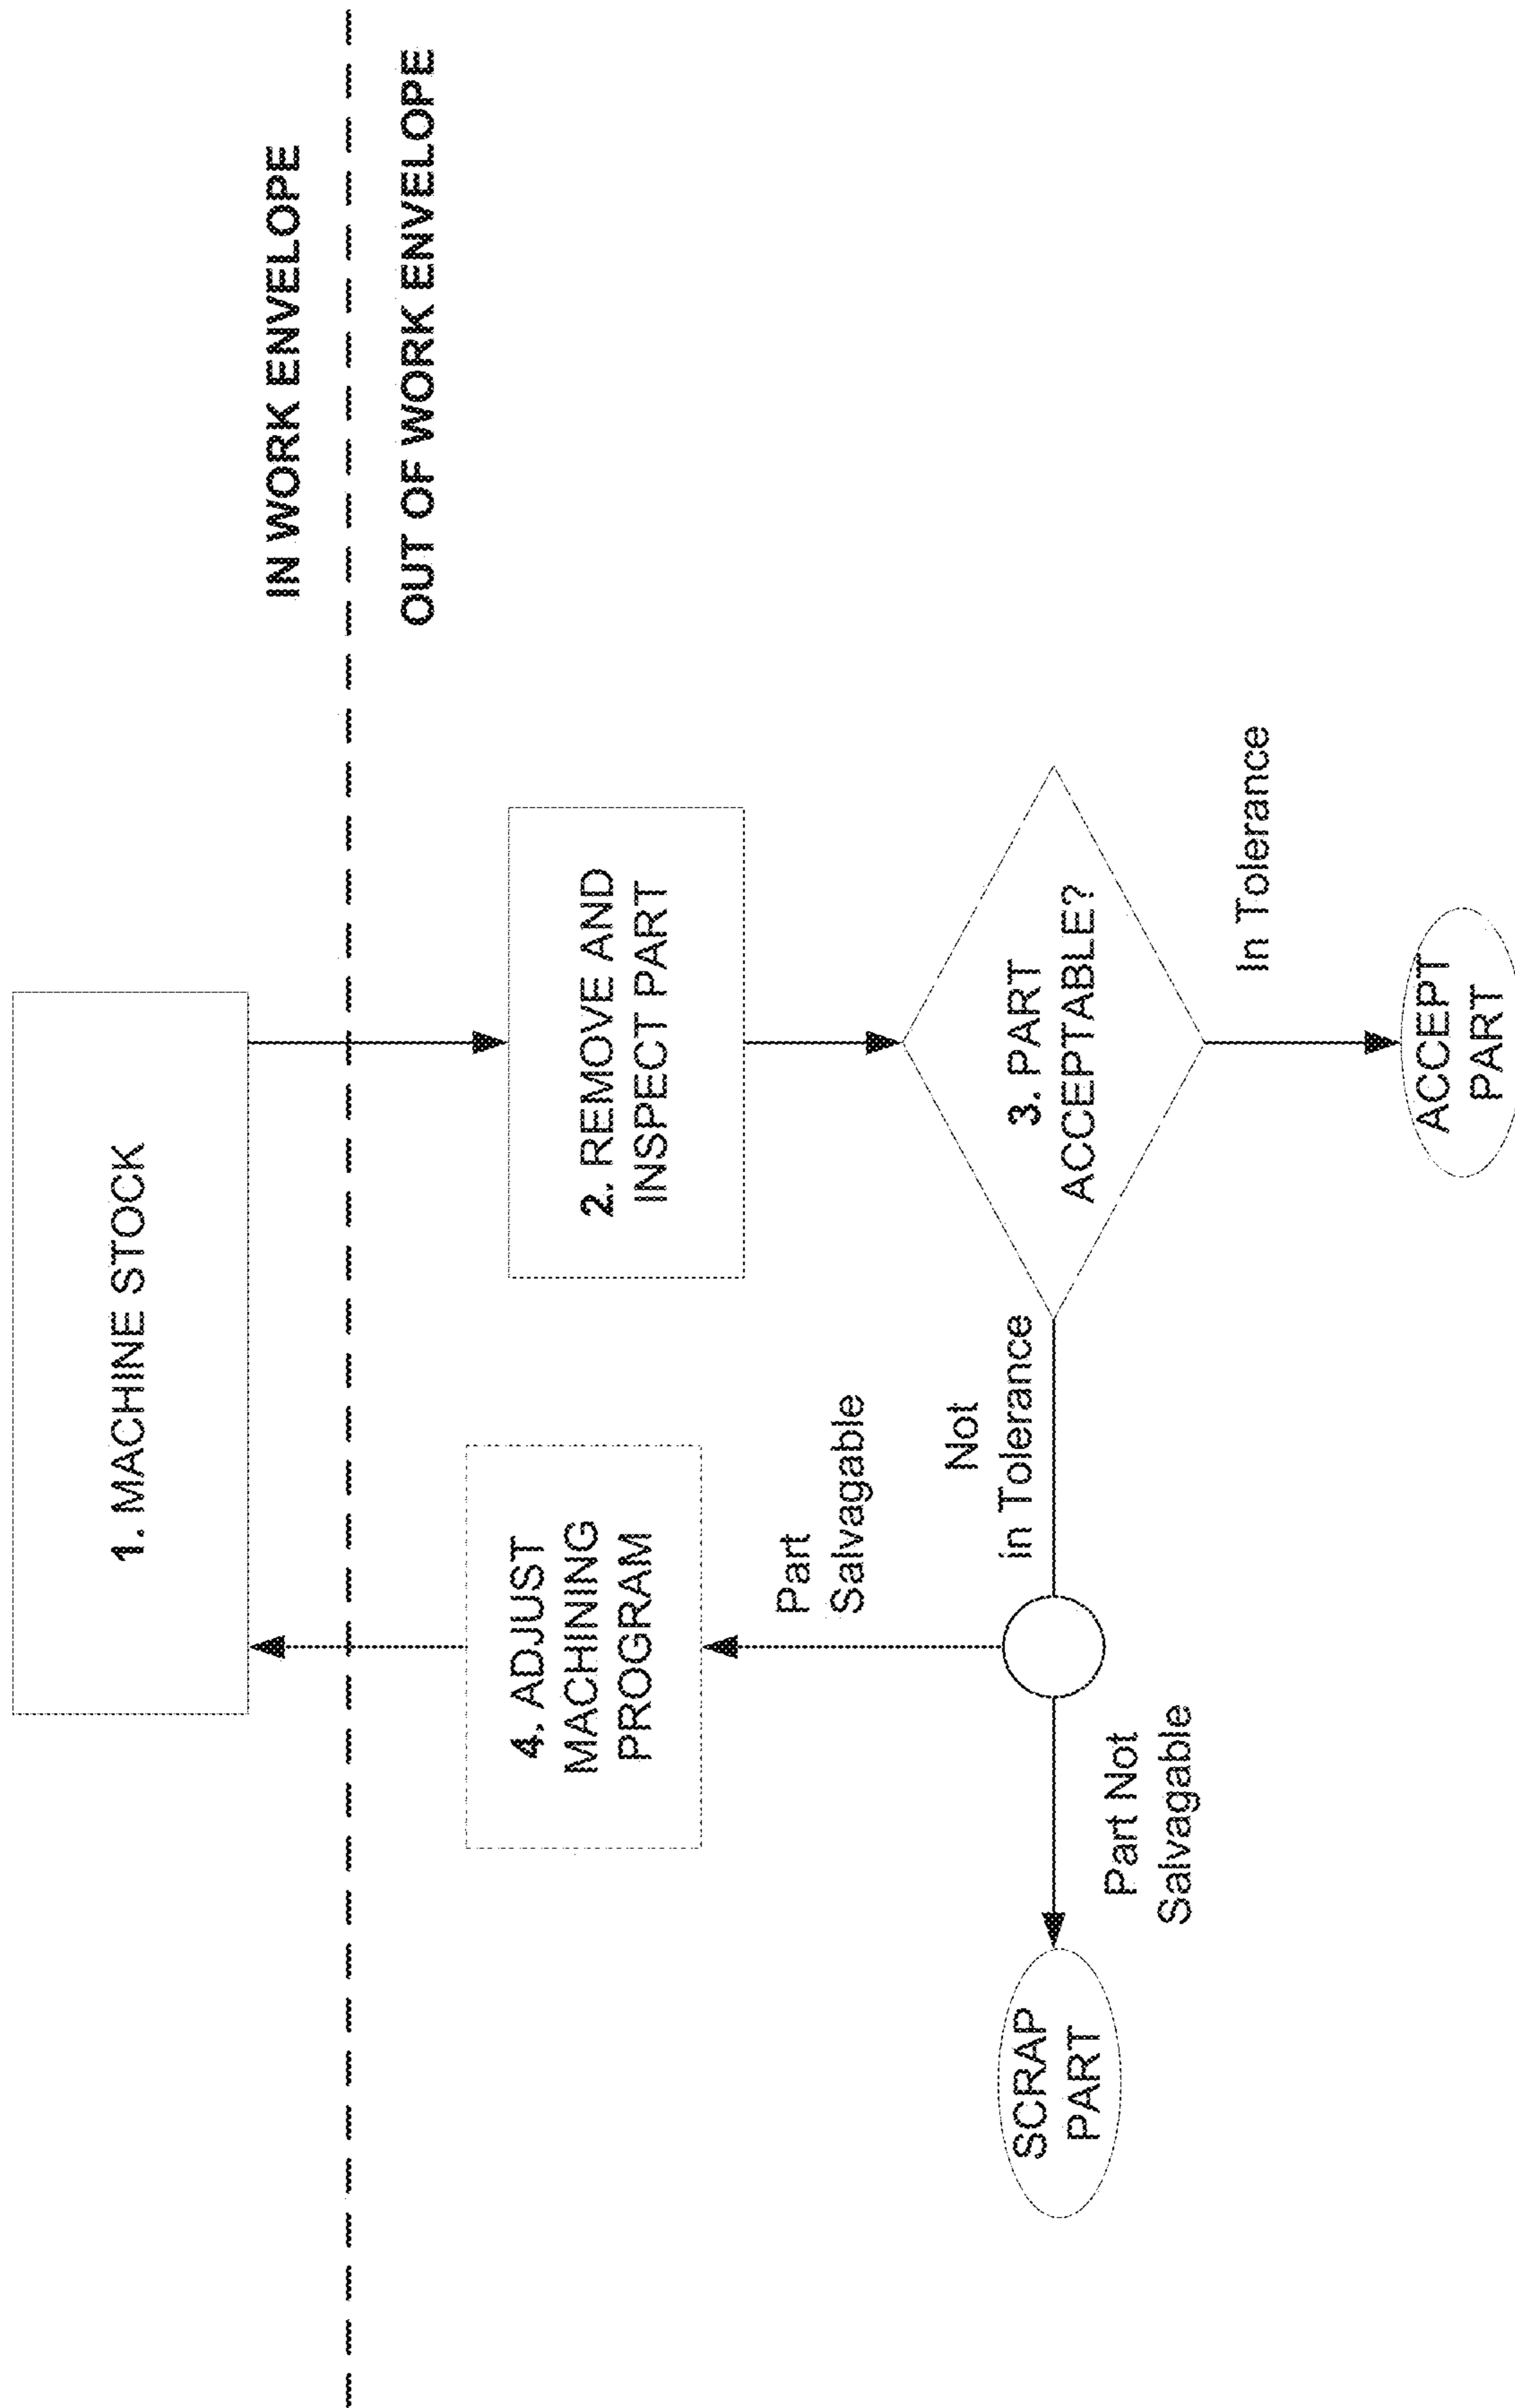 1. MACHINE STOCK
IN WORK ENVELOPE
OUT OF WORK ENVELOPE
4. ADJUST
MACHINING
PROGRAM
2. REMOVE AND
INSPECT PART
Part
Salvagable
Not
in Tolerance
3. PART
ACCEPTABLE?
SCRAP
PART
Part Not
Salvagable
In Tolerance
ACCEPT
PART